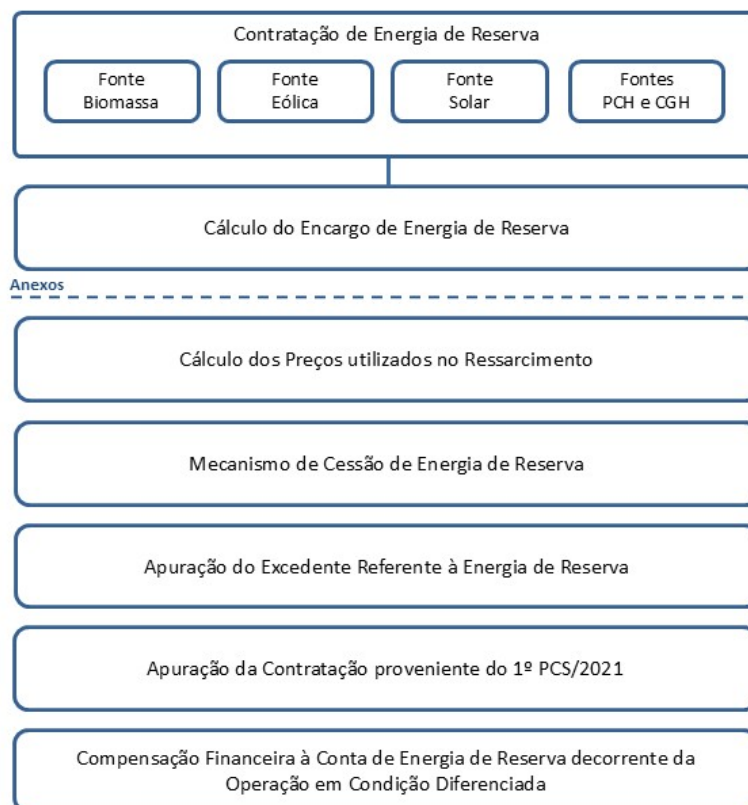 Contratação de Energia de Reserva
Fonte
Biomassa
Fonte
Eólica
Fonte
Solar
Fontes
PCH e CGH
Cálculo do Encargo de Energia de Reserva
Anexos
Cálculo dos Preços utilizados no Ressarcimento
Mecanismo de Cessão de Energia de Reserva
Apuração do Excedente Referente à Energia de Reserva
Apuração da Contratação proveniente do 1º PCS/2021
Compensação Financeira à Conta de Energia de Reserva decorrente da
Operação em Condição Diferenciada